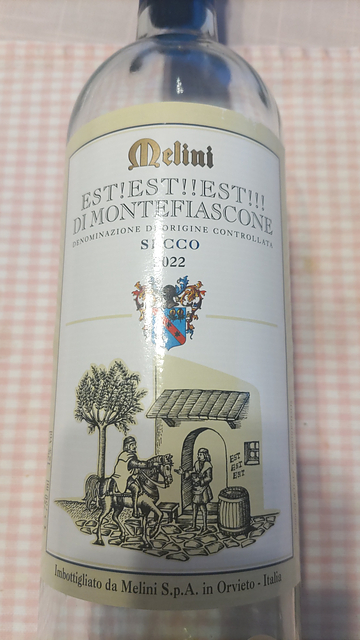 Melini
EST!EST!!EST!!!
DI MONTEFIASCONE
DENOMINAZIONE DI ORIGINE CONTROLLATA
SECCO
2022
EST
EST
EST
Imbottigliato da Melini S.p.A. in Orvieto - Italia